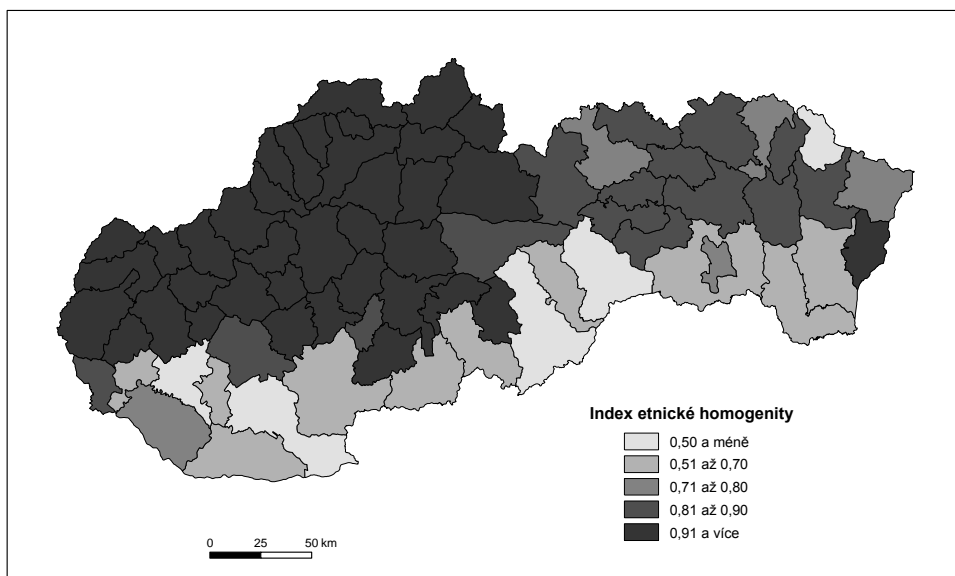 Index etnické homogenity
0,50 a méně
0,51 až 0,70
0,71 až 0,80
0,81 až 0,90
0,91 a více
0 25 50 km